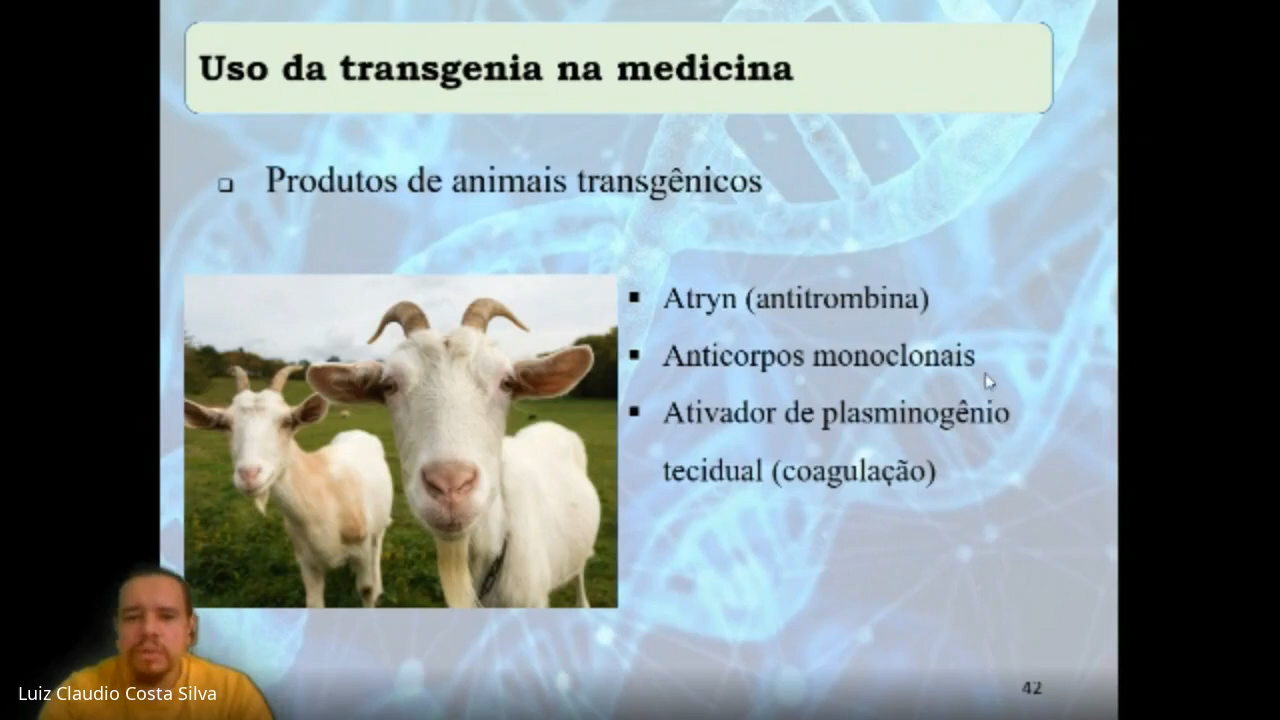 Uso da transgenia na medicina
Produtos de animais transgênicos
Atryn (antitrombina)
Anticorpos monoclonais
Ativador de plasminogênio
tecidual (coagulação)
Luiz Claudio Costa Silva
42